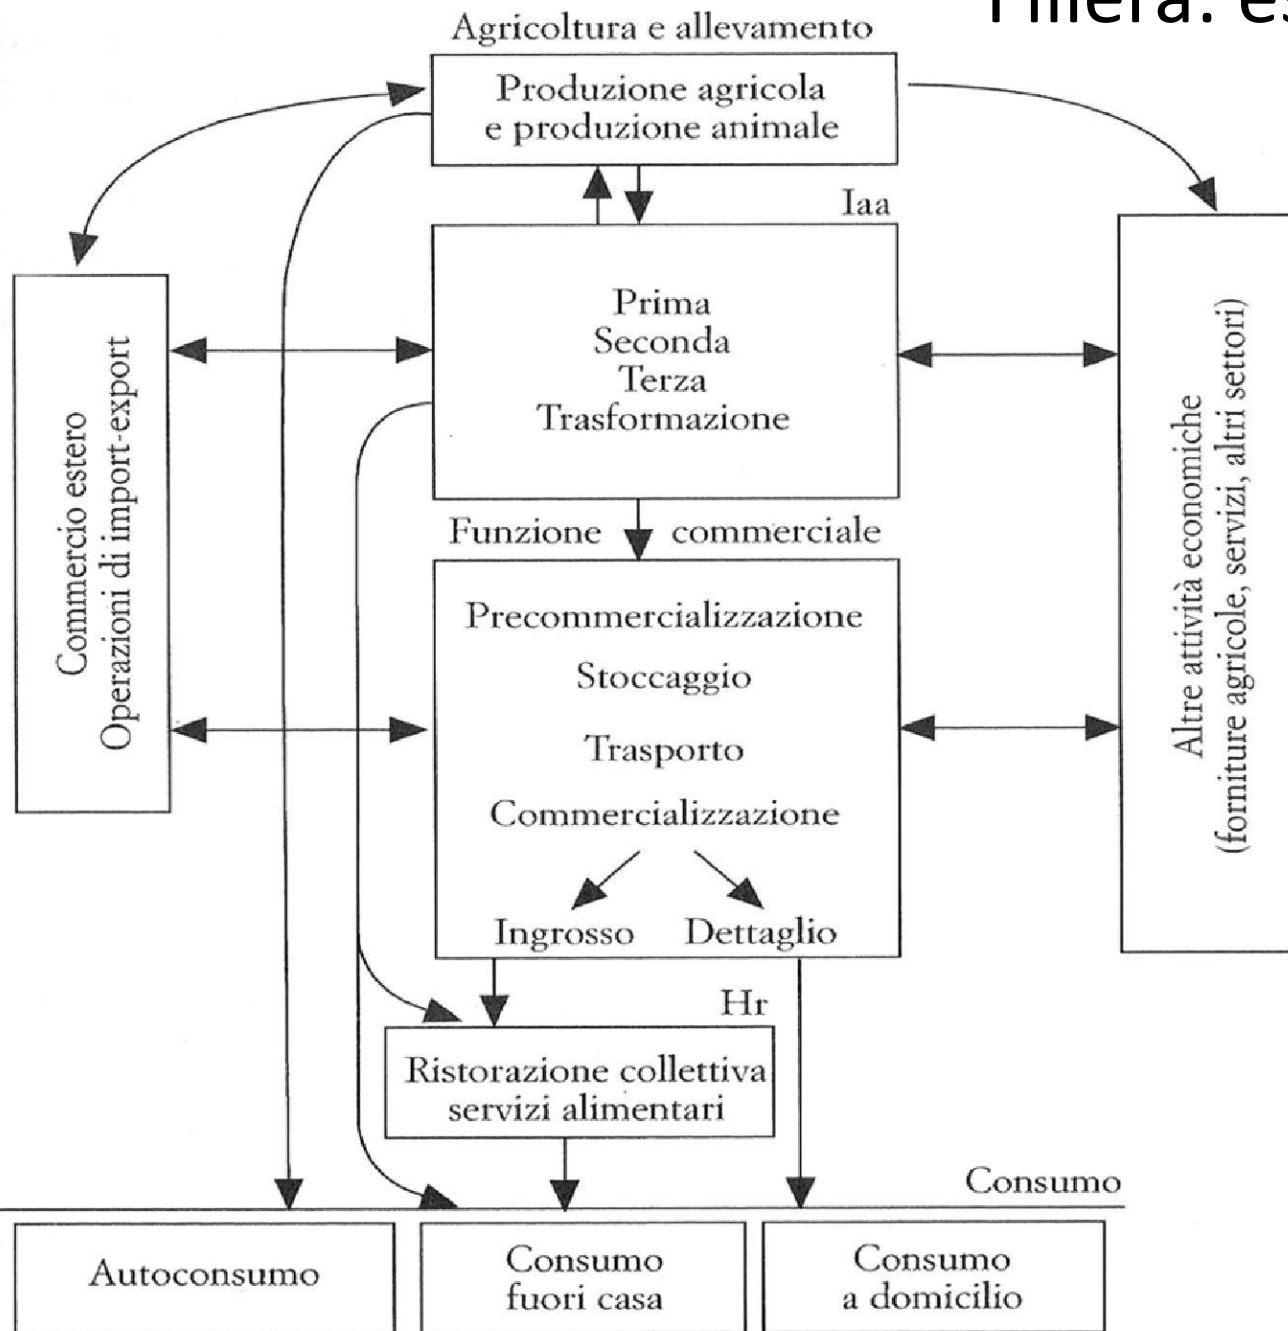 Filiera: es
Agricoltura e allevamento
Produzione agricola
e produzione animale
Iaa
Prima
Seconda
Terza
Trasformazione
Commercio estero
Operazioni di import-export
Altre attività economiche
(forniture agricole, servizi, altri settori)
Funzione commerciale
Precommercializzazione
Stoccaggio
Trasporto
Commercializzazione
Ingrosso Dettaglio
Hr
Ristorazione collettiva
servizi alimentari
Consumo
Autoconsumo
Consumo
fuori casa
Consumo
a domicilio